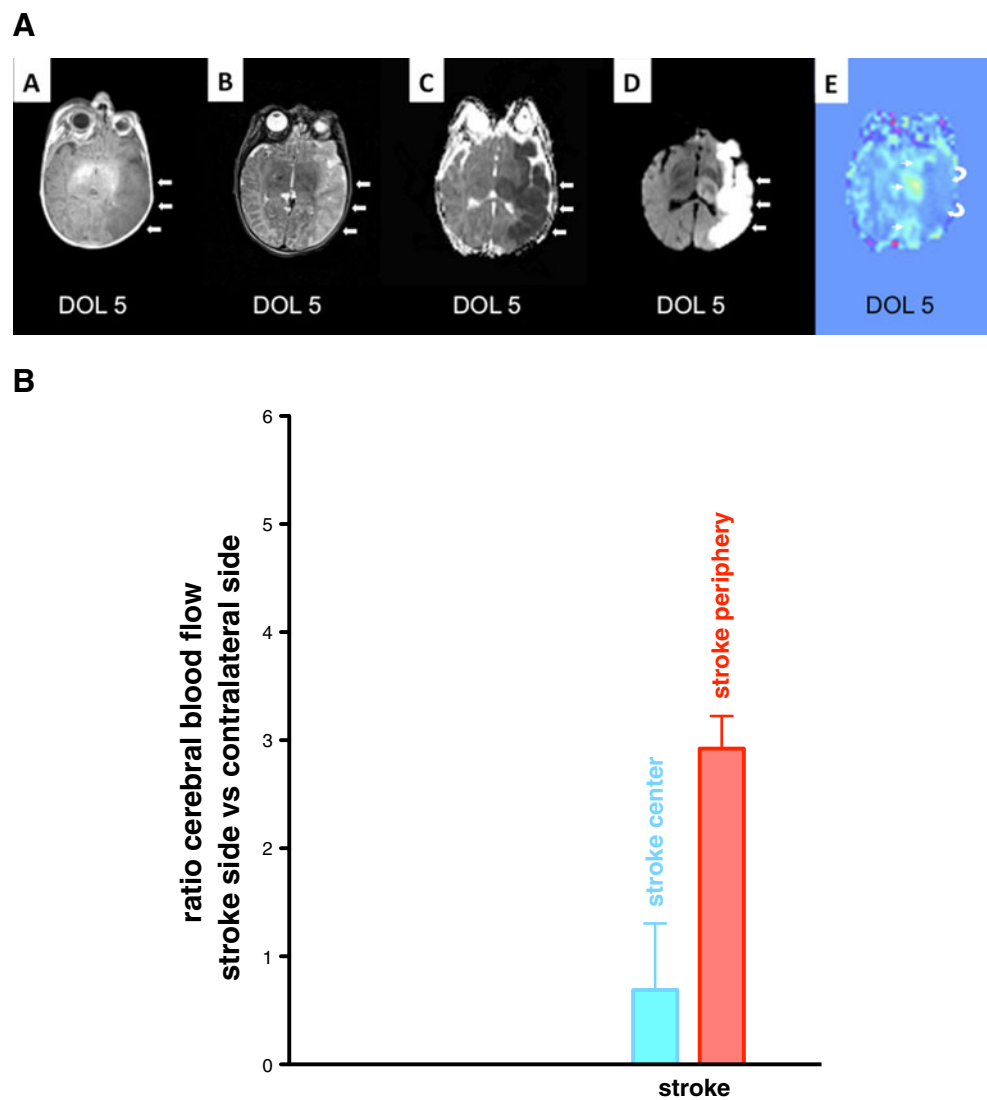 A
A B C D E
DOL 5 DOL 5 DOL 5 DOL 5 DOL 5
B
ratio cerebral blood flow
stroke side vs contralateral side
6
5
4
3
2
1
0
stroke center
stroke periphery
stroke